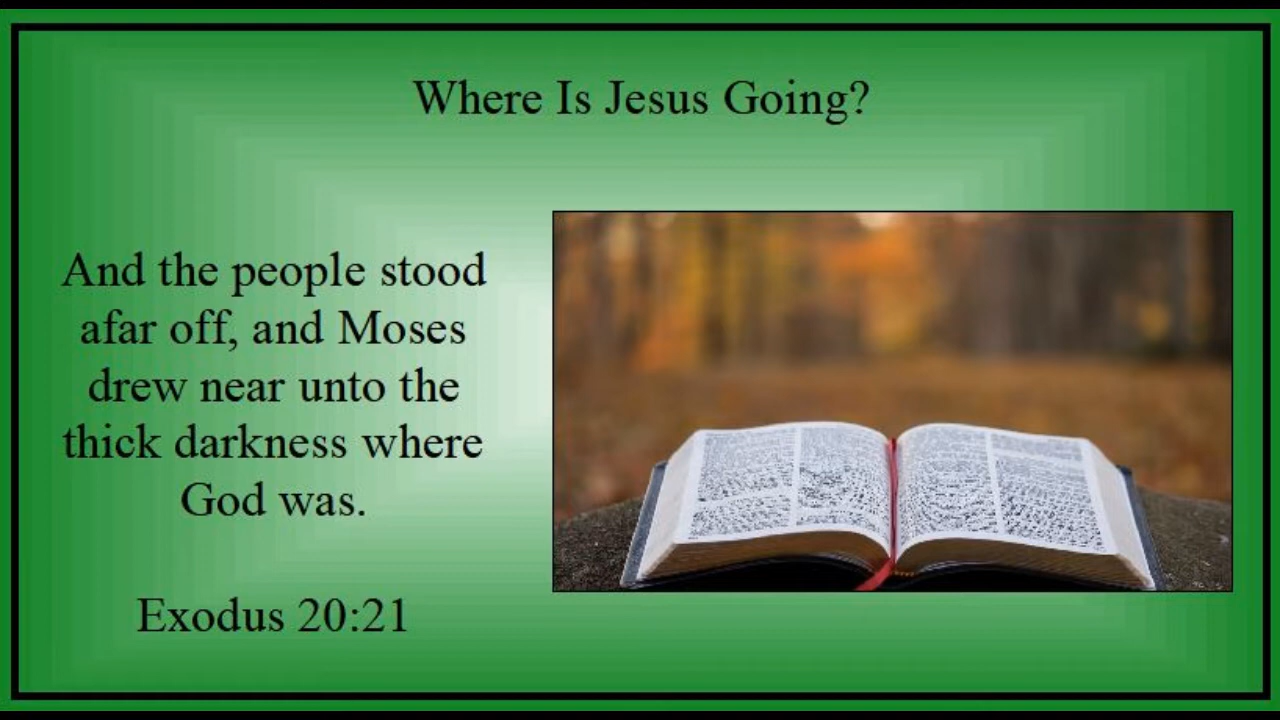 Where Is Jesus Going?
And the people stood
afar off, and Moses
drew near unto the
thick darkness where
God was.
Exodus 20:21